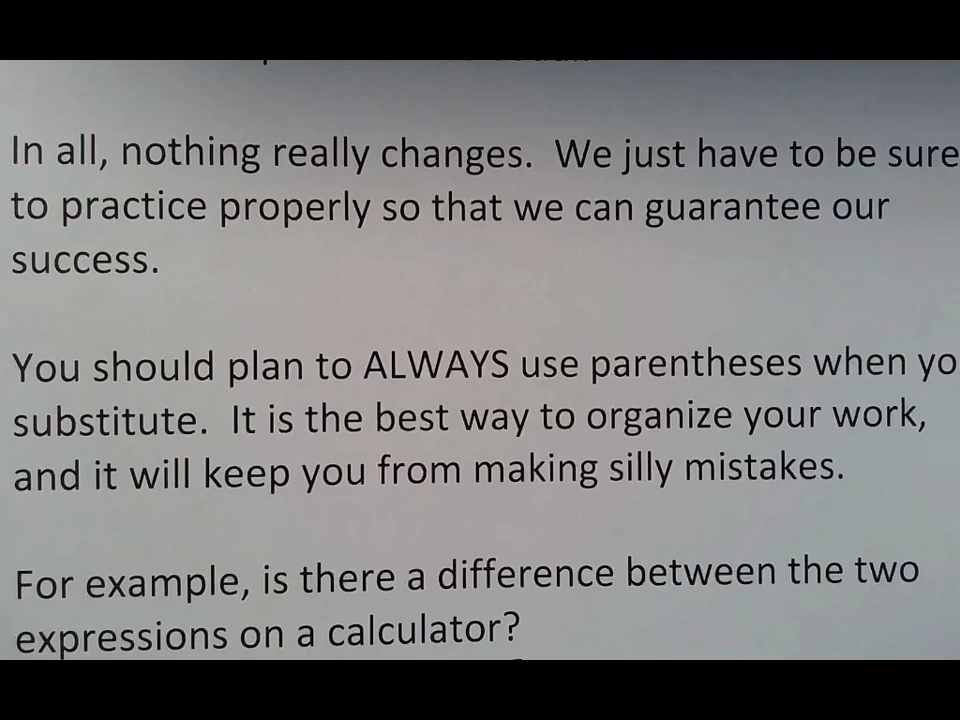 In all, nothing really changes. We just have to be sure
to practice properly so that we can guarantee our
success.
You should plan to ALWAYS use parentheses when yo
substitute. It is the best way to organize your work,
and it will keep you from making silly mistakes.
For example, is there a difference between the two
expressions on a calculator?